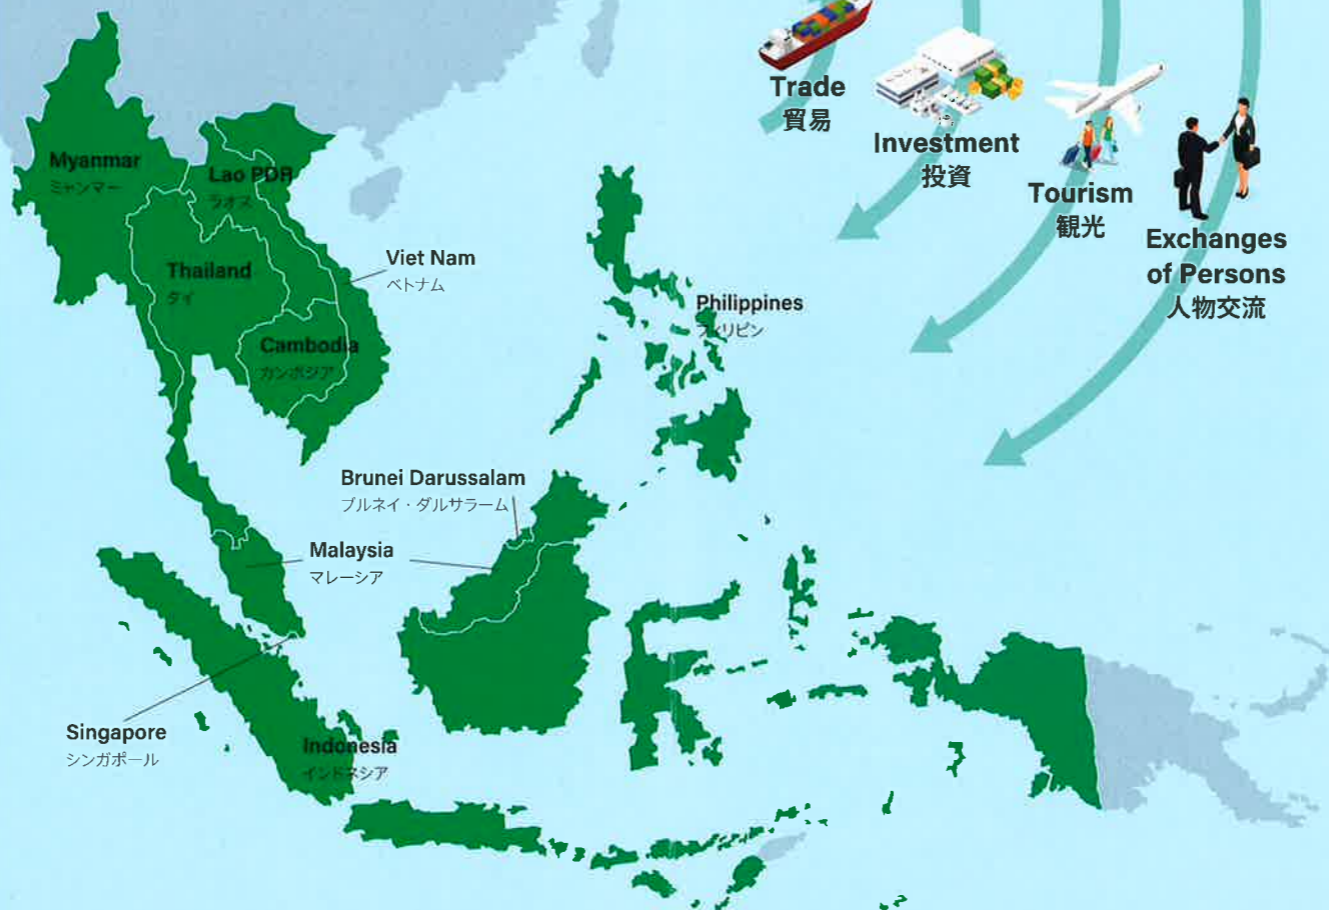 Trade
貿易
Investment
投資
Tourism
観光
Exchanges
of Persons
人物交流
Myanmar
ミャンマー
Lao PDR
ラオス
Viet Nam
ベトナム
Thailand
タイ
Philippines
フィリピン
Cambodia
カンボジア
Brunei Darussalam
ブルネイ・ダルサラーム
Malaysia
マレーシア
Singapore
シンガポール
Indonesia
インドネシア